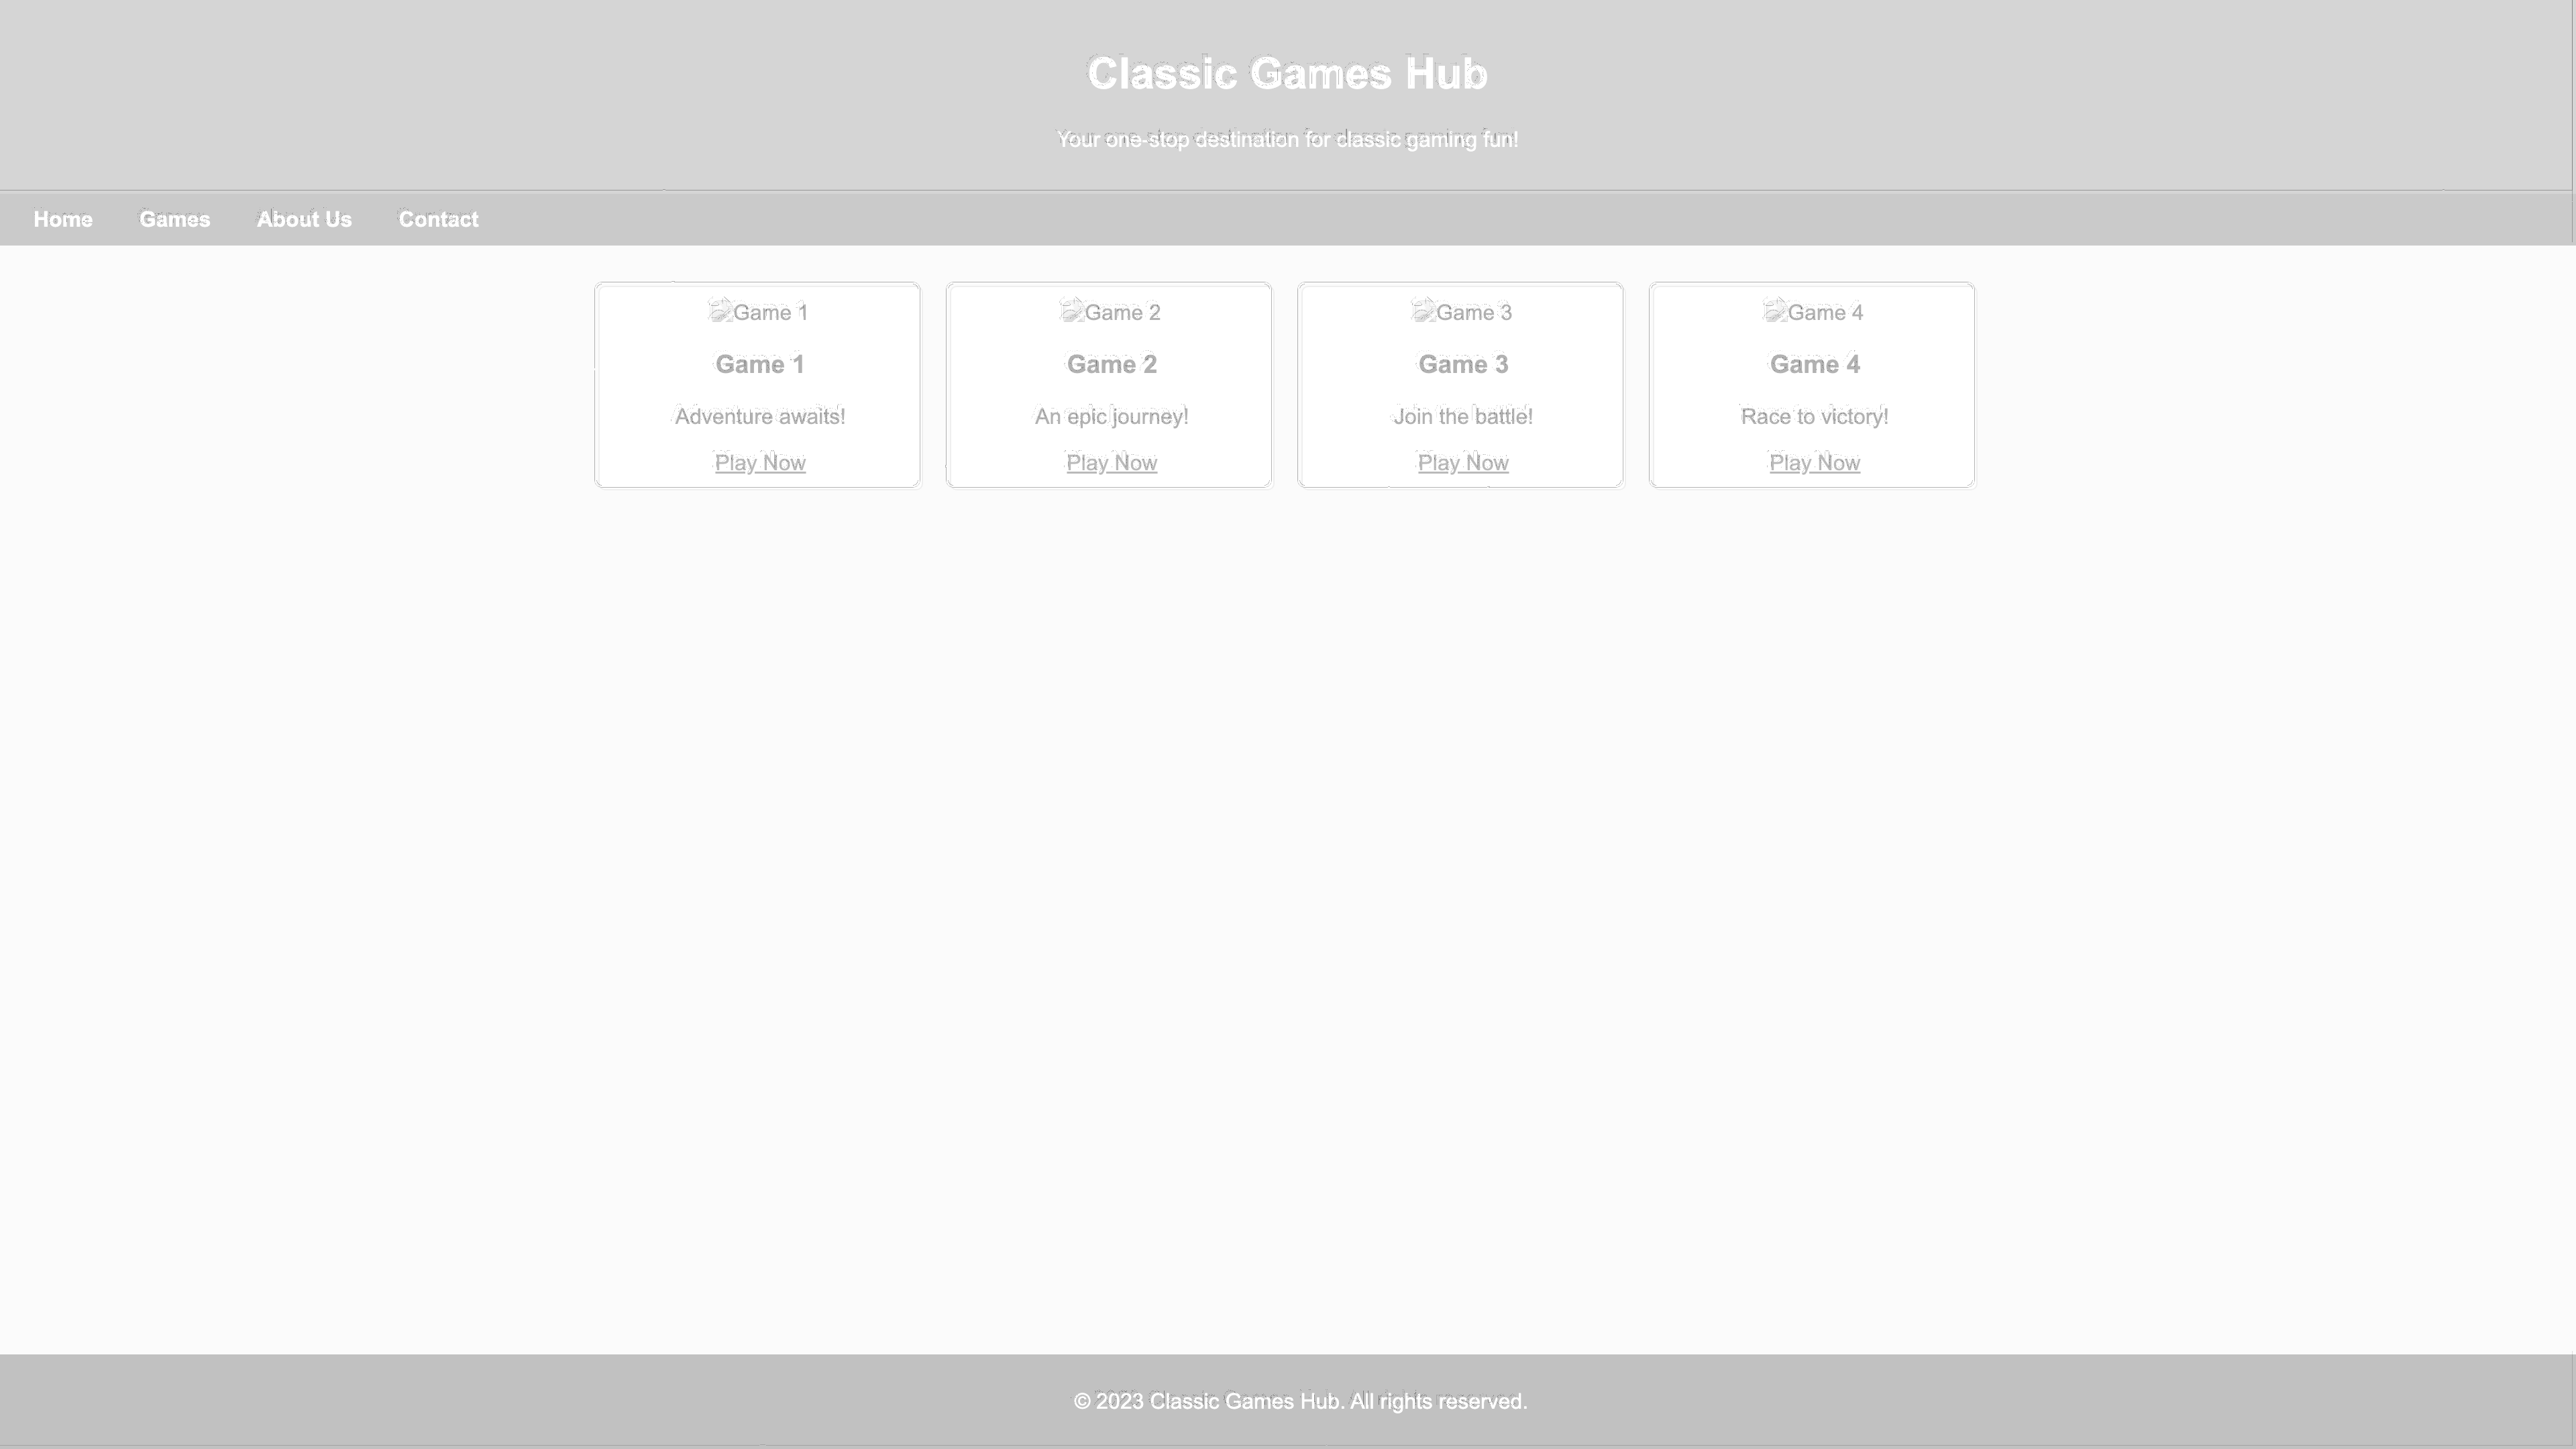 Classic Games Hub
Your one-stop destination for classic gaming fun!
Home Games About Us Contact
Game 1
Game 1
Adventure awaits!
Play Now
Game 2
Game 2
An epic journey!
Play Now
Game 3
Game 3
Join the battle!
Play Now
Game 4
Game 4
Race to victory!
Play Now
© 2023 Classic Games Hub. All rights reserved.